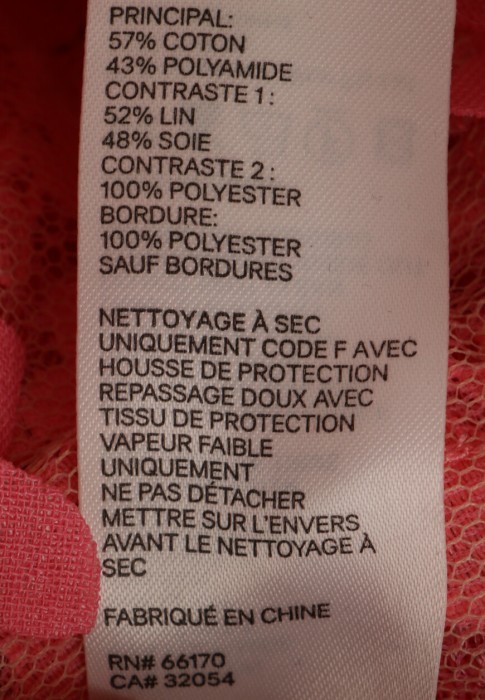 PRINCIPAL:
57% COTON
43% POLYAMIDE
CONTRASTE 1:
52% LIN
48% SOIE
CONTRASTE 2:
100% POLYESTER
BORDURE:
100% POLYESTER
SAUF BORDURES
NETTOYAGE À SEC
UNIQUEMENT CODE F AVEC
HOUSSE DE PROTECTION
REPASSAGE DOUX AVEC
TISSU DE PROTECTION
VAPEUR FAIBLE
UNIQUEMENT
NE PAS DÉTACHER
METTRE SUR L'ENVERS
AVANT LE NETTOYAGE À
SEC
FABRIQUÉ EN CHINE
RN# 66170
CA# 32054